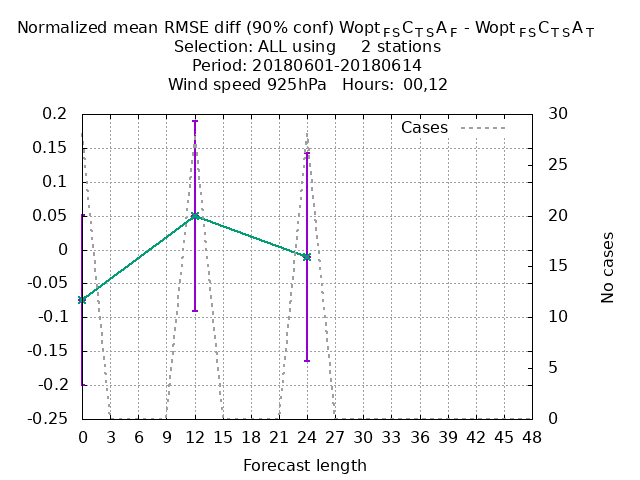 Normalized mean RMSE diff (90% conf) Wopt FS C T S A F - Wopt FS C T S A T
Selection: ALL using 2 stations
Period: 20180601-20180614
Wind speed 925hPa Hours: 00,12
Cases
0.2
0.15
0.1
0.05
0
-0.05
-0.1
-0.15
-0.2
-0.25
30
25
20
15
10
5
0
No cases
0 3 6 9 12 15 18 21 24 27 30 33 36 39 42 45 48
Forecast length